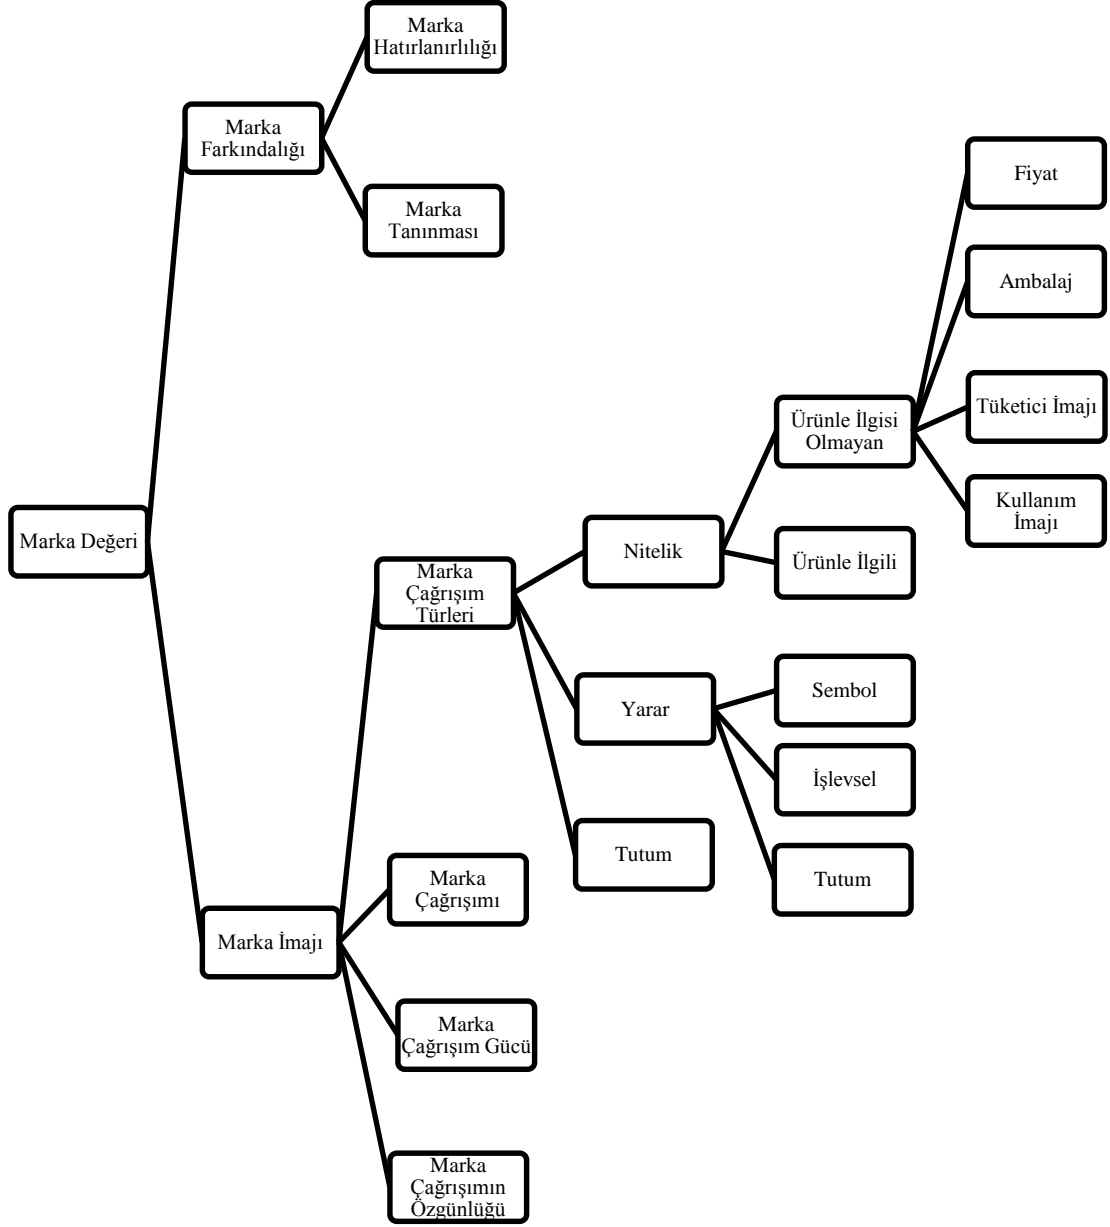 Marka
Hatırlanırlılığı
Marka
Farkındalığı
Marka
Tanınması
Fiyat
Ambalaj
Tüketici İmajı
Kullanım
İmajı
Ürünle İlgisi
Olmayan
Ürünle İlgili
Nitelik
Marka Değeri
Marka
Çağrışım
Türleri
Yarar
Sembol
İşlevsel
Tutum
Tutum
Marka İmajı
Marka
Çağrışımı
Marka
Çağrışım Gücü
Marka
Çağrışımın
Özgünlüğü